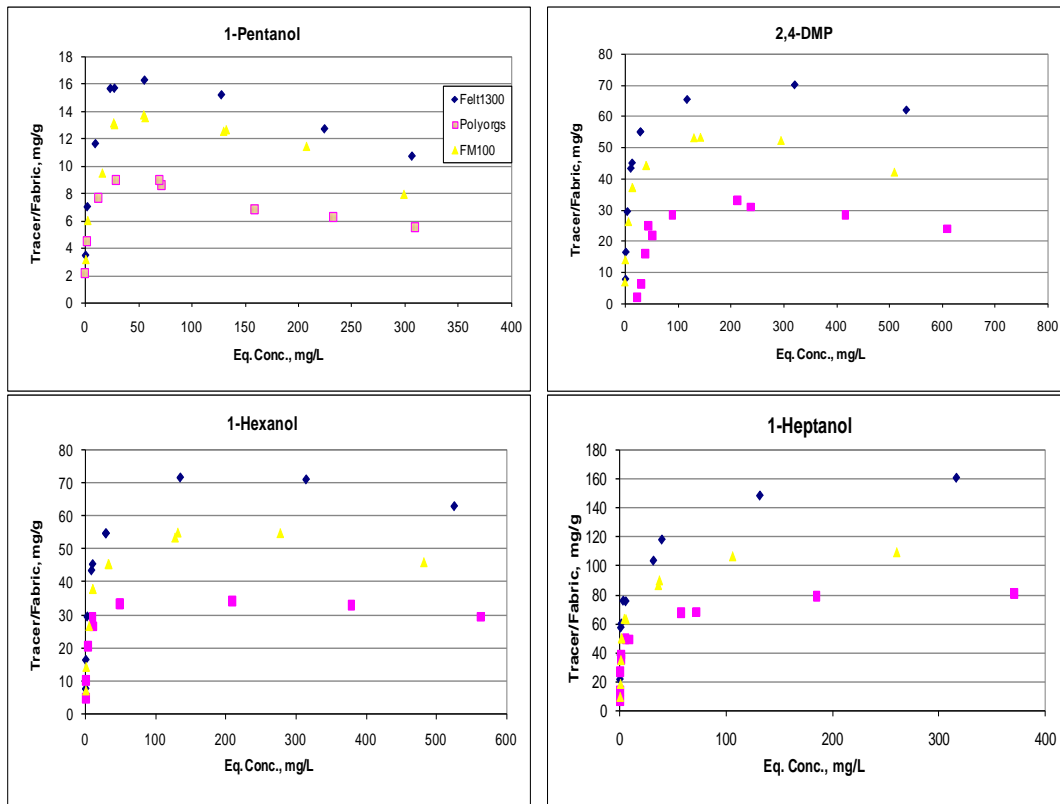 1-Pentanol
Tracer/Fabric, mg/g
18
16
14
12
10
8
6
4
2
0
Felt1300
Polyorgs
FM100
0 50 100 150 200 250 300 350 400
Eq. Conc., mg/L
2,4-DMP
Tracer/Fabric, mg/g
80
70
60
50
40
30
20
10
0
0 100 200 300 400 500 600 700 800
Eq. Conc., mg/L
1-Hexanol
Tracer/Fabric, mg/g
80
70
60
50
40
30
20
10
0
0 100 200 300 400 500 600
Eq. Conc., mg/L
1-Heptanol
Tracer/Fabric, mg/g
180
160
140
120
100
80
60
40
20
0
0 100 200 300 400
Eq. Conc., mg/L